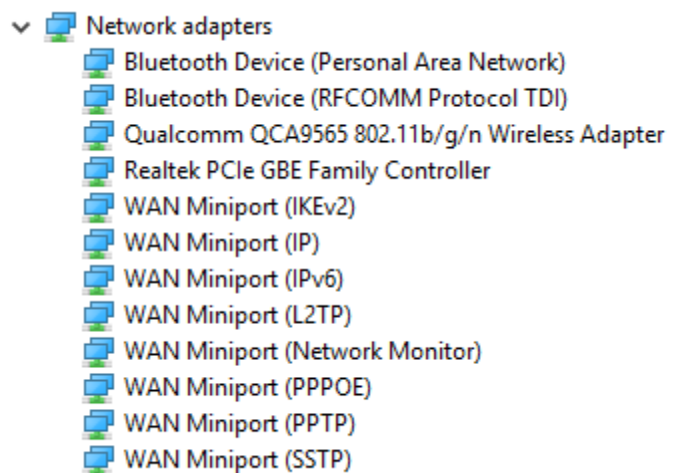 Network adapters
Bluetooth Device (Personal Area Network)
Bluetooth Device (RFCOMM Protocol TDI)
Qualcomm QCA9565 802.11b/g/n Wireless Adapter
Realtek PCIe GBE Family Controller
WAN Miniport (IKEv2)
WAN Miniport (IP)
WAN Miniport (IPv6)
WAN Miniport (L2TP)
WAN Miniport (Network Monitor)
WAN Miniport (PPPOE)
WAN Miniport (PPTP)
WAN Miniport (SSTP)